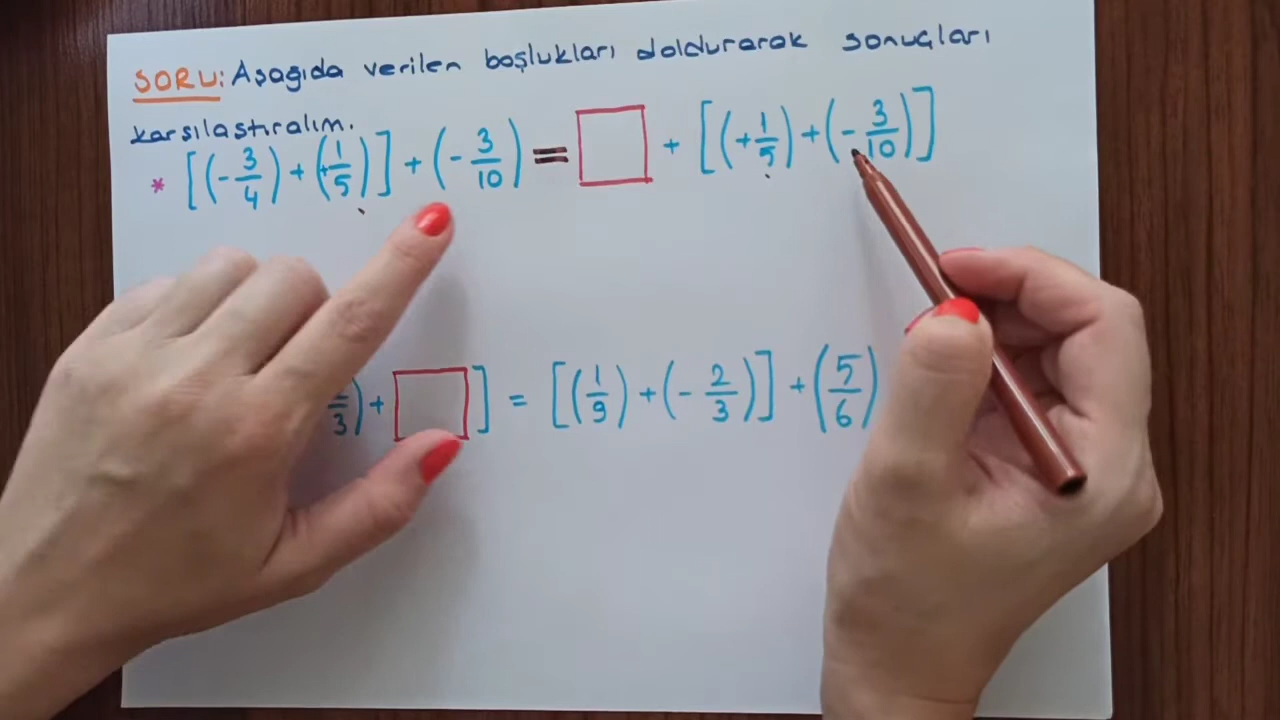 SORU: Aşağıda verilen boşlukları doldurarak sonuçları
karşılaştıralım.
* [(-3/4) + (+1/5)] + (-3/10) = □ + [(+1/5) + (-3/10)]
/3) + □ ] = [(1/9) + (-2/3)] + (5/6)